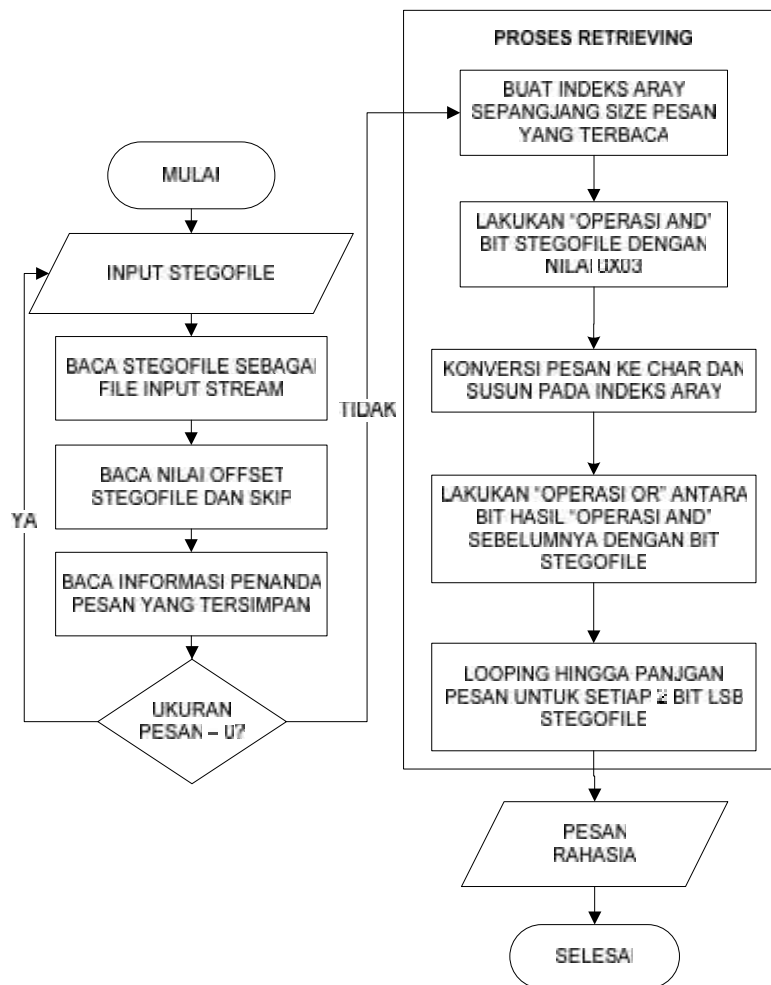 MULAI
INPUT STEGOFILE
BACA STEGOFILE SEBAGAI
FILE INPUT STREAM
BACA NILAI OFFSET
STEGOFILE DAN SKIP
BACA INFORMASI PENANDA
PESAN YANG TERSIMPAN
UKURAN
PESAN = 0?
YA
TIDAK
PROSES RETRIEVING
BUAT INDEKS ARAY
SEPANGJANG SIZE PESAN
YANG TERBACA
LAKUKAN "OPERASI AND"
BIT STEGOFILE DENGAN
NILAI 0X03
KONVERSI PESAN KE CHAR DAN
SUSUN PADA INDEKS ARAY
LAKUKAN "OPERASI OR" ANTARA
BIT HASIL "OPERASI AND"
SEBELUMNYA DENGAN BIT
STEGOFILE
LOOPING HINGGA PANJGAN
PESAN UNTUK SETIAP 2 BIT LSB
STEGOFILE
PESAN
RAHASIA
SELESAI